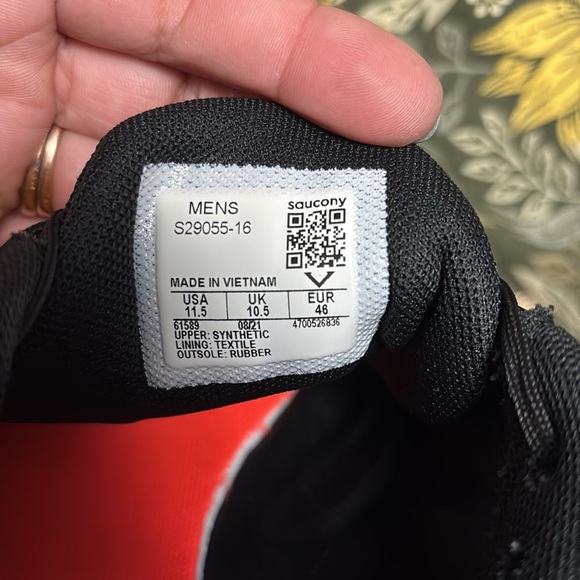 MENS
S29055-16
saucony
MADE IN VIETNAM
USA UK EUR
11.5 10.5 46
61589 08/21 4700526836
UPPER: SYNTHETIC
LINING: TEXTILE
OUTSOLE: RUBBER